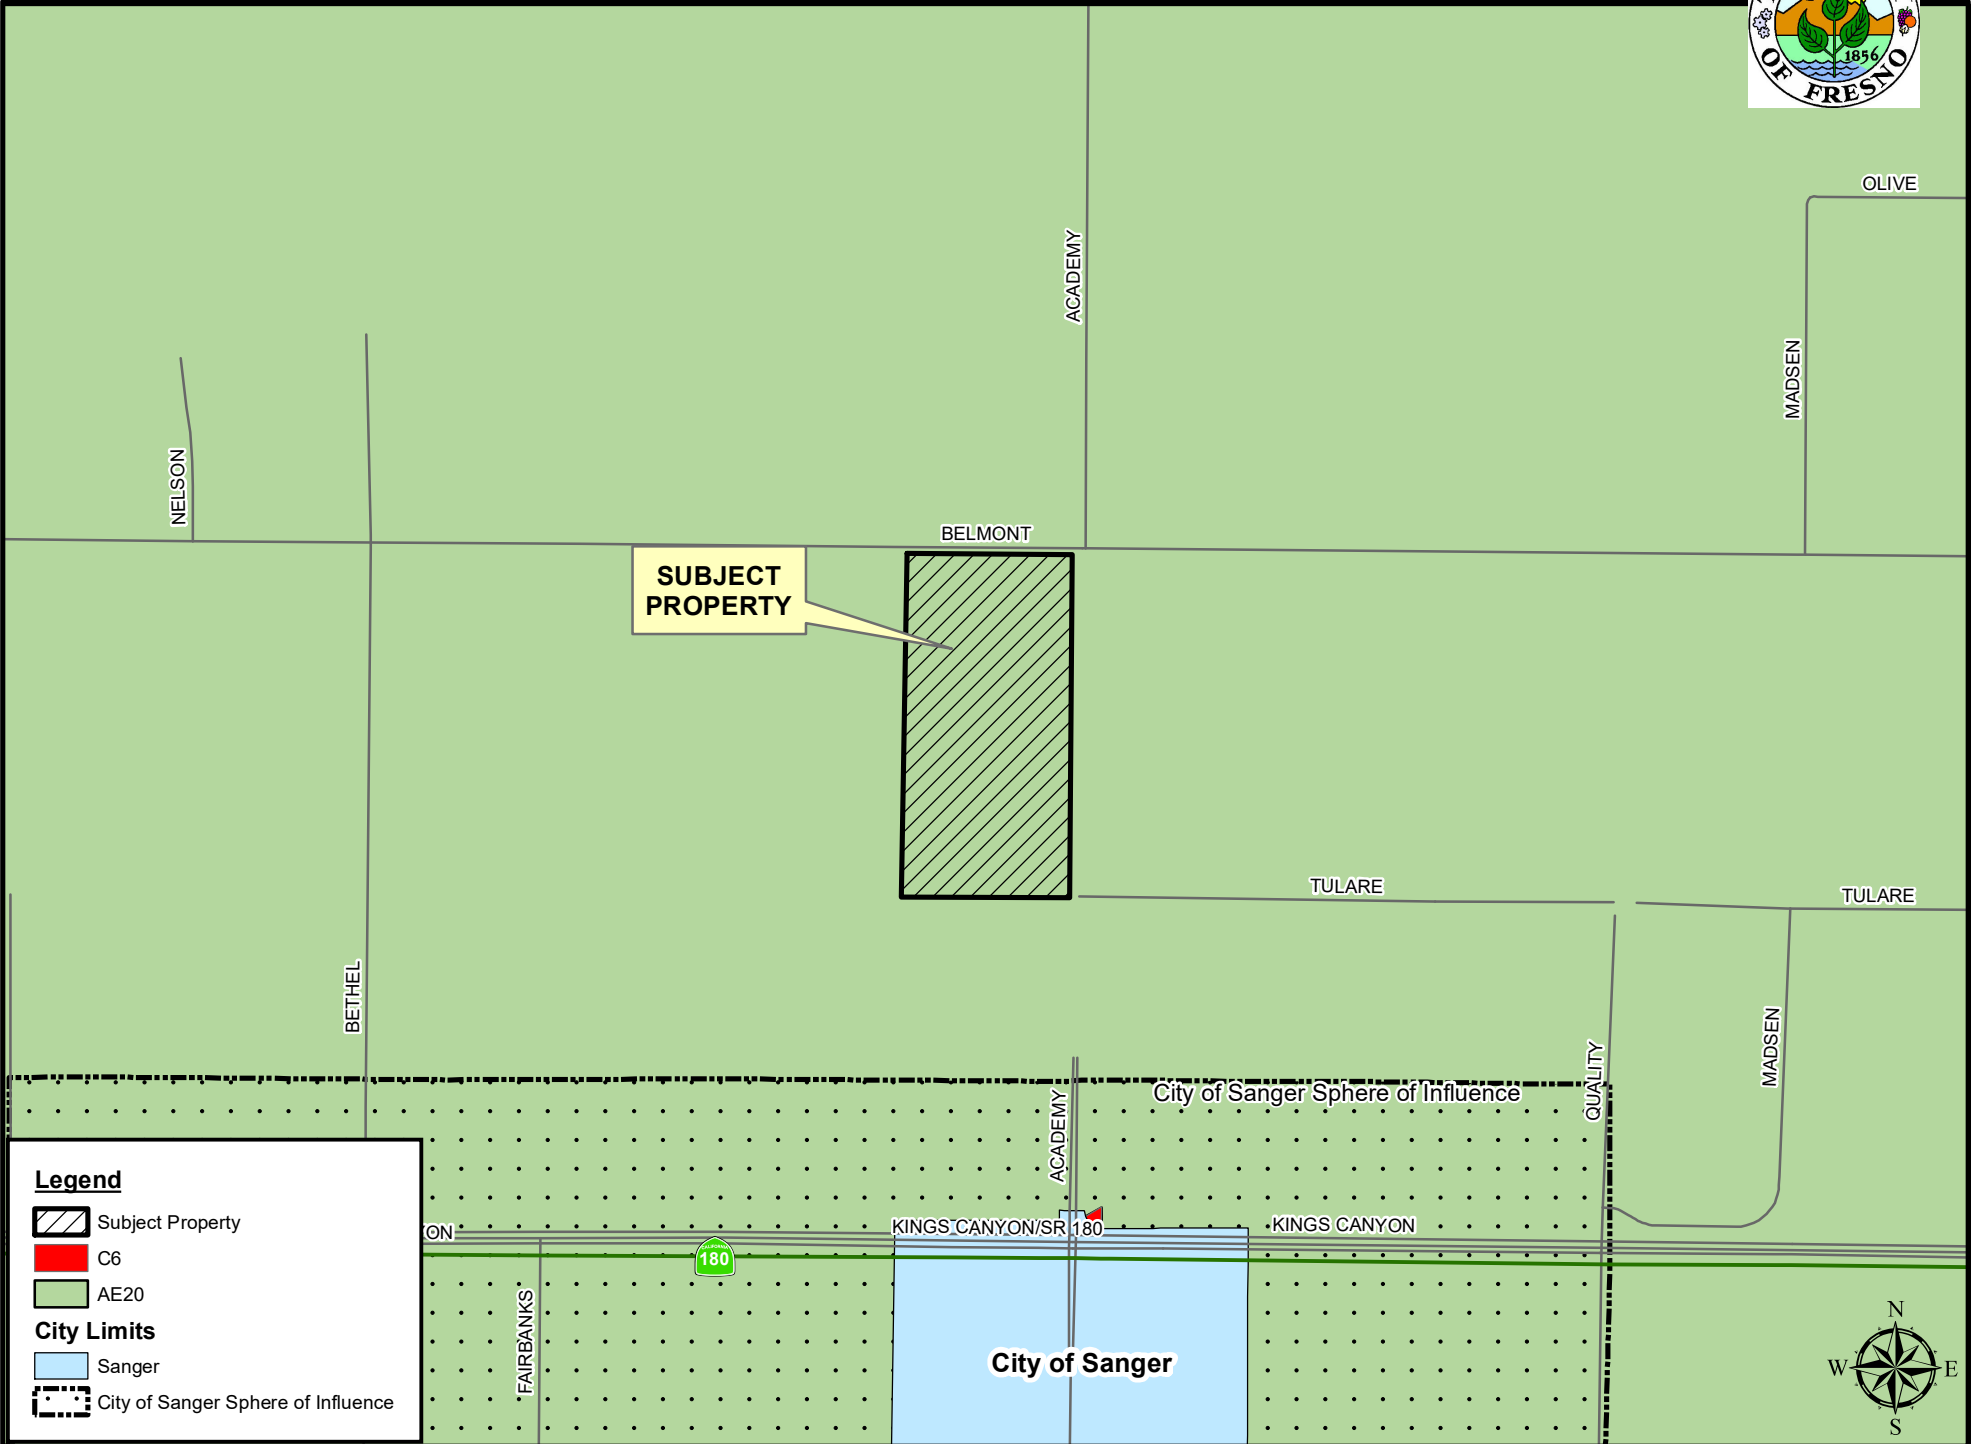 1856
OF FRESNO
OLIVE
ACADEMY
MADSEN
NELSON
BELMONT
SUBJECT
PROPERTY
TULARE
TULARE
BETHEL
MADSEN
QUALITY
City of Sanger Sphere of Influence
ACADEMY
KINGS CANYON/SR 180
KINGS CANYON
ON
CALIFORNIA
180
FAIRBANKS
City of Sanger
Legend
Subject Property
C6
AE20
City Limits
Sanger
City of Sanger Sphere of Influence
N
W
E
S